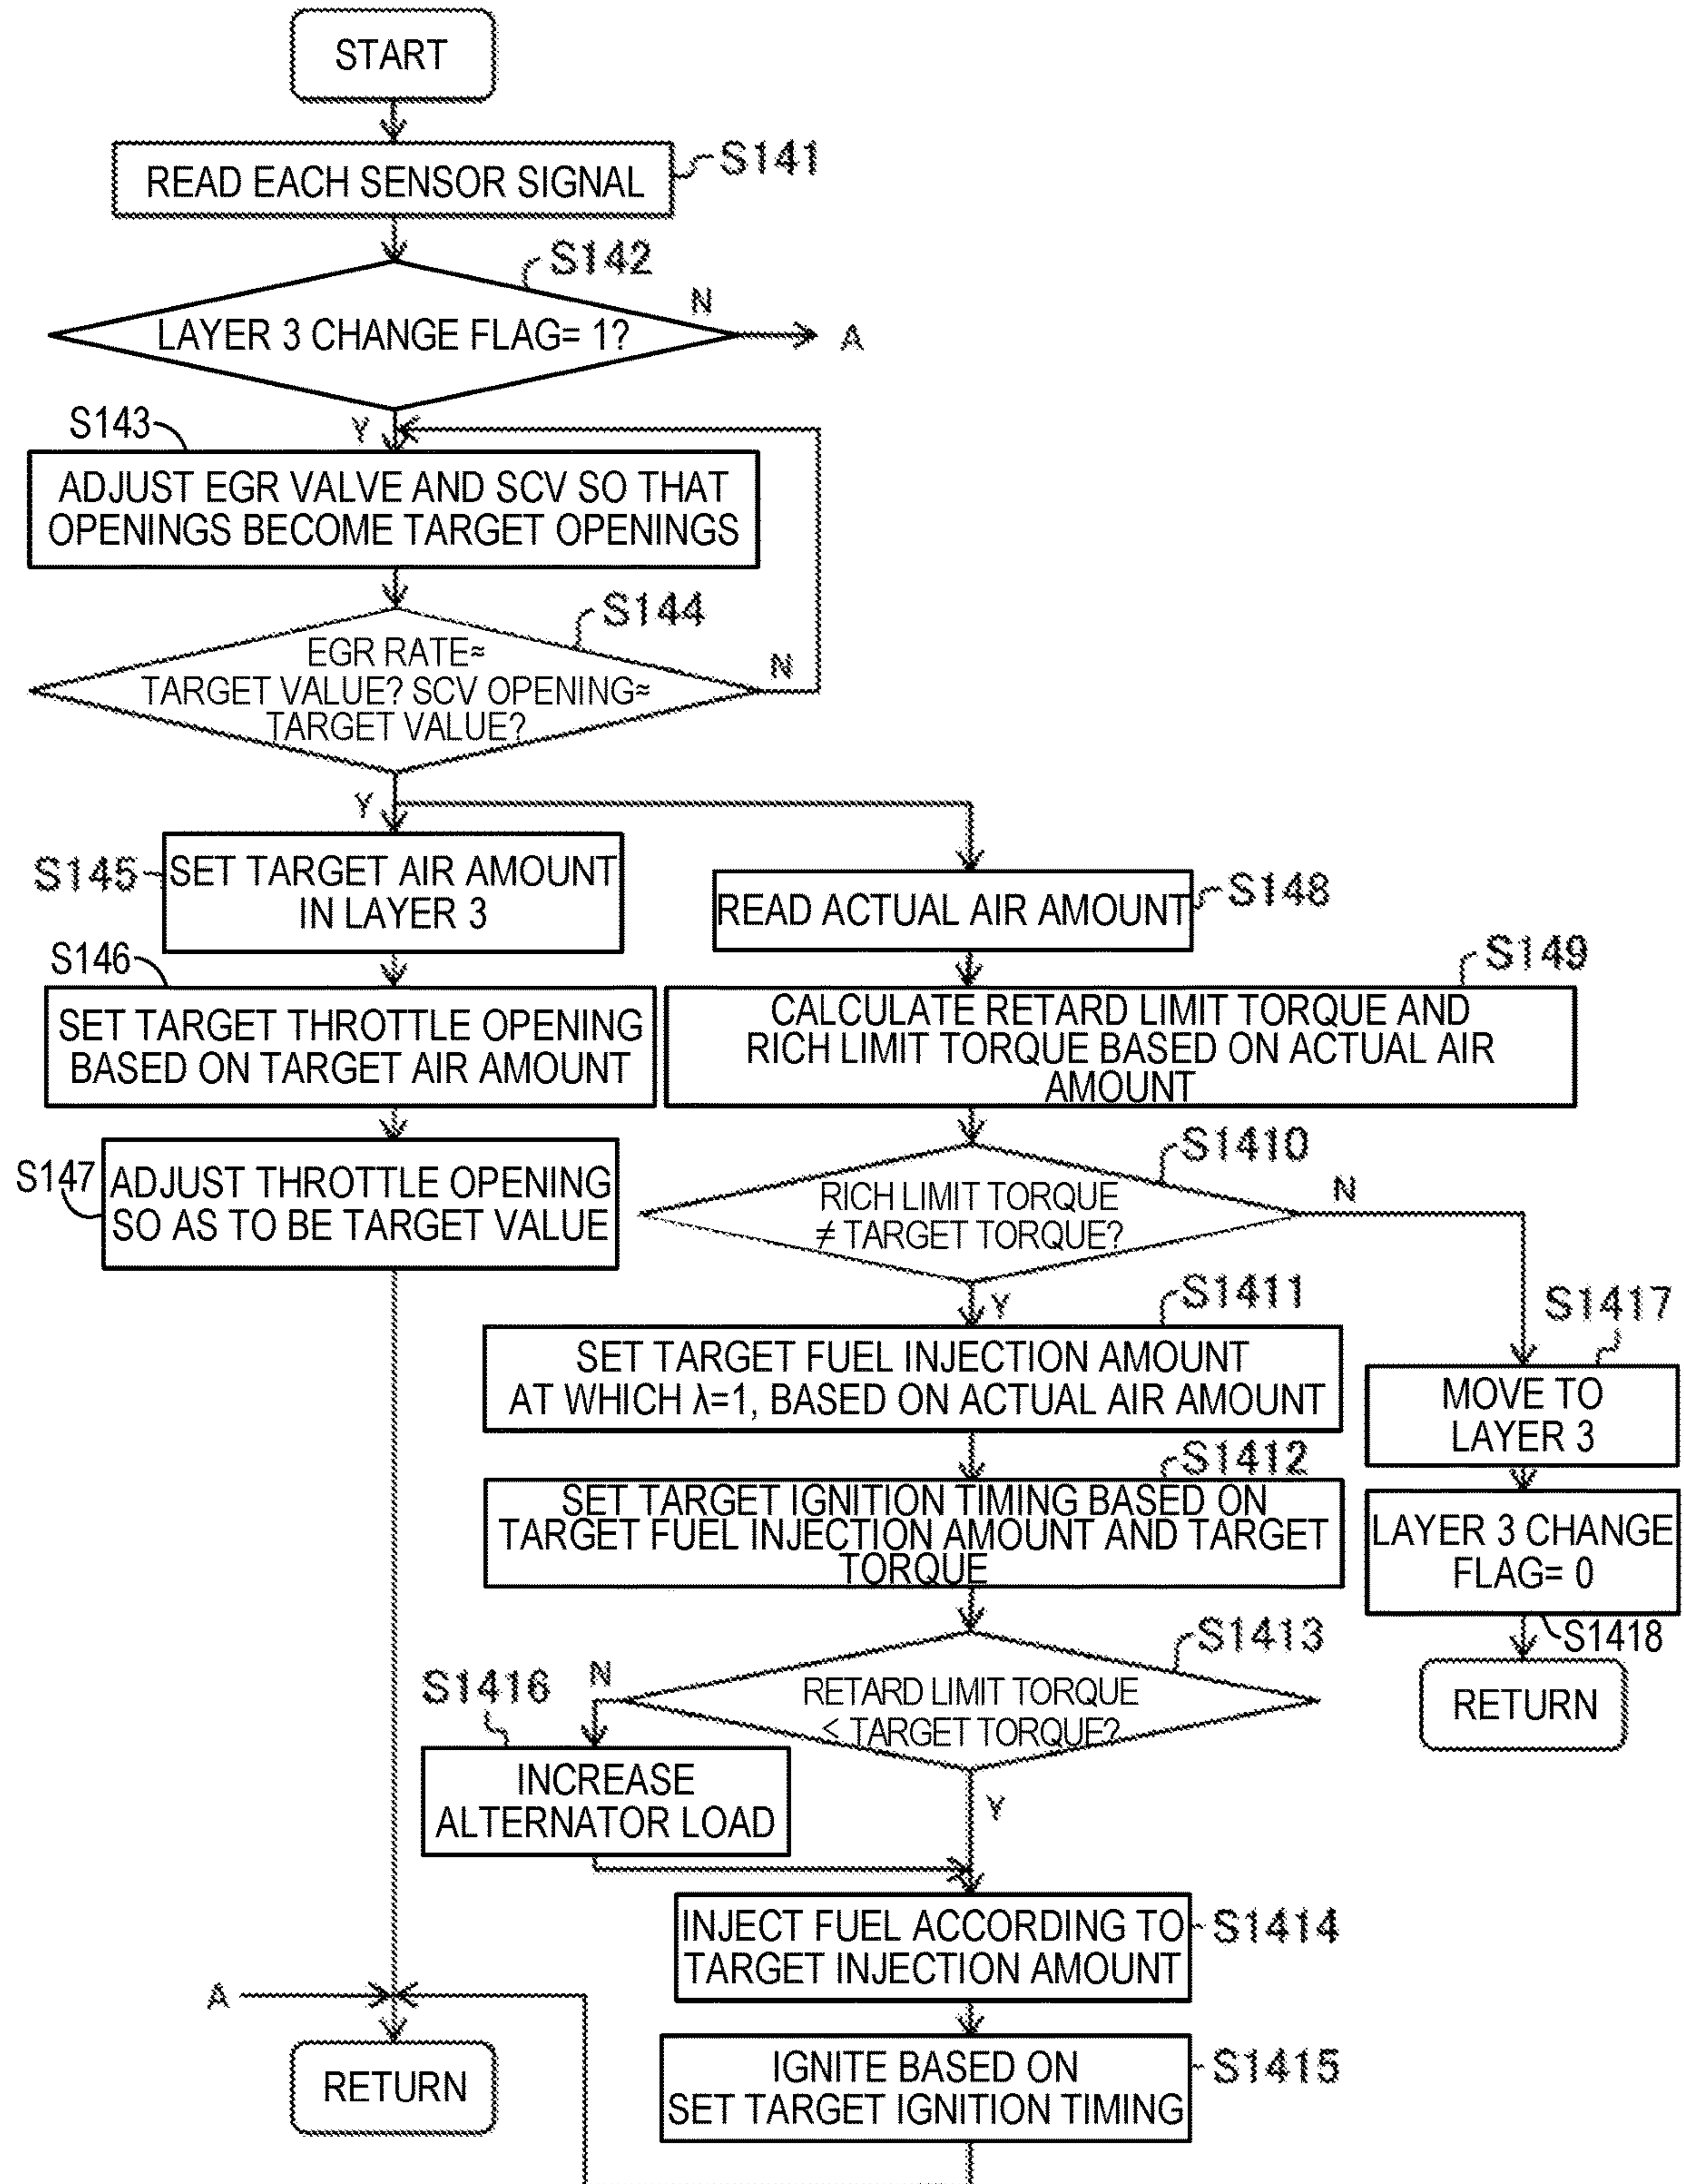 START
READ EACH SENSOR SIGNAL
S141
S142
LAYER 3 CHANGE FLAG= 1?
N
A
Y
S143
ADJUST EGR VALVE AND SCV SO THAT
OPENINGS BECOME TARGET OPENINGS
S144
EGR RATE≈
TARGET VALUE? SCV OPENING≈
TARGET VALUE?
N
Y
S145
SET TARGET AIR AMOUNT
IN LAYER 3
S146
SET TARGET THROTTLE OPENING
BASED ON TARGET AIR AMOUNT
S147
ADJUST THROTTLE OPENING
SO AS TO BE TARGET VALUE
READ ACTUAL AIR AMOUNT
S148
S149
CALCULATE RETARD LIMIT TORQUE AND
RICH LIMIT TORQUE BASED ON ACTUAL AIR
AMOUNT
S1410
RICH LIMIT TORQUE
≠ TARGET TORQUE?
N
Y
S1411
SET TARGET FUEL INJECTION AMOUNT
AT WHICH λ=1, BASED ON ACTUAL AIR AMOUNT
S1412
SET TARGET IGNITION TIMING BASED ON
TARGET FUEL INJECTION AMOUNT AND TARGET
TORQUE
S1413
RETARD LIMIT TORQUE
< TARGET TORQUE?
N
Y
S1416
INCREASE
ALTERNATOR LOAD
S1417
MOVE TO
LAYER 3
LAYER 3 CHANGE
FLAG= 0
S1418
RETURN
INJECT FUEL ACCORDING TO
TARGET INJECTION AMOUNT
S1414
IGNITE BASED ON
SET TARGET IGNITION TIMING
S1415
A
RETURN